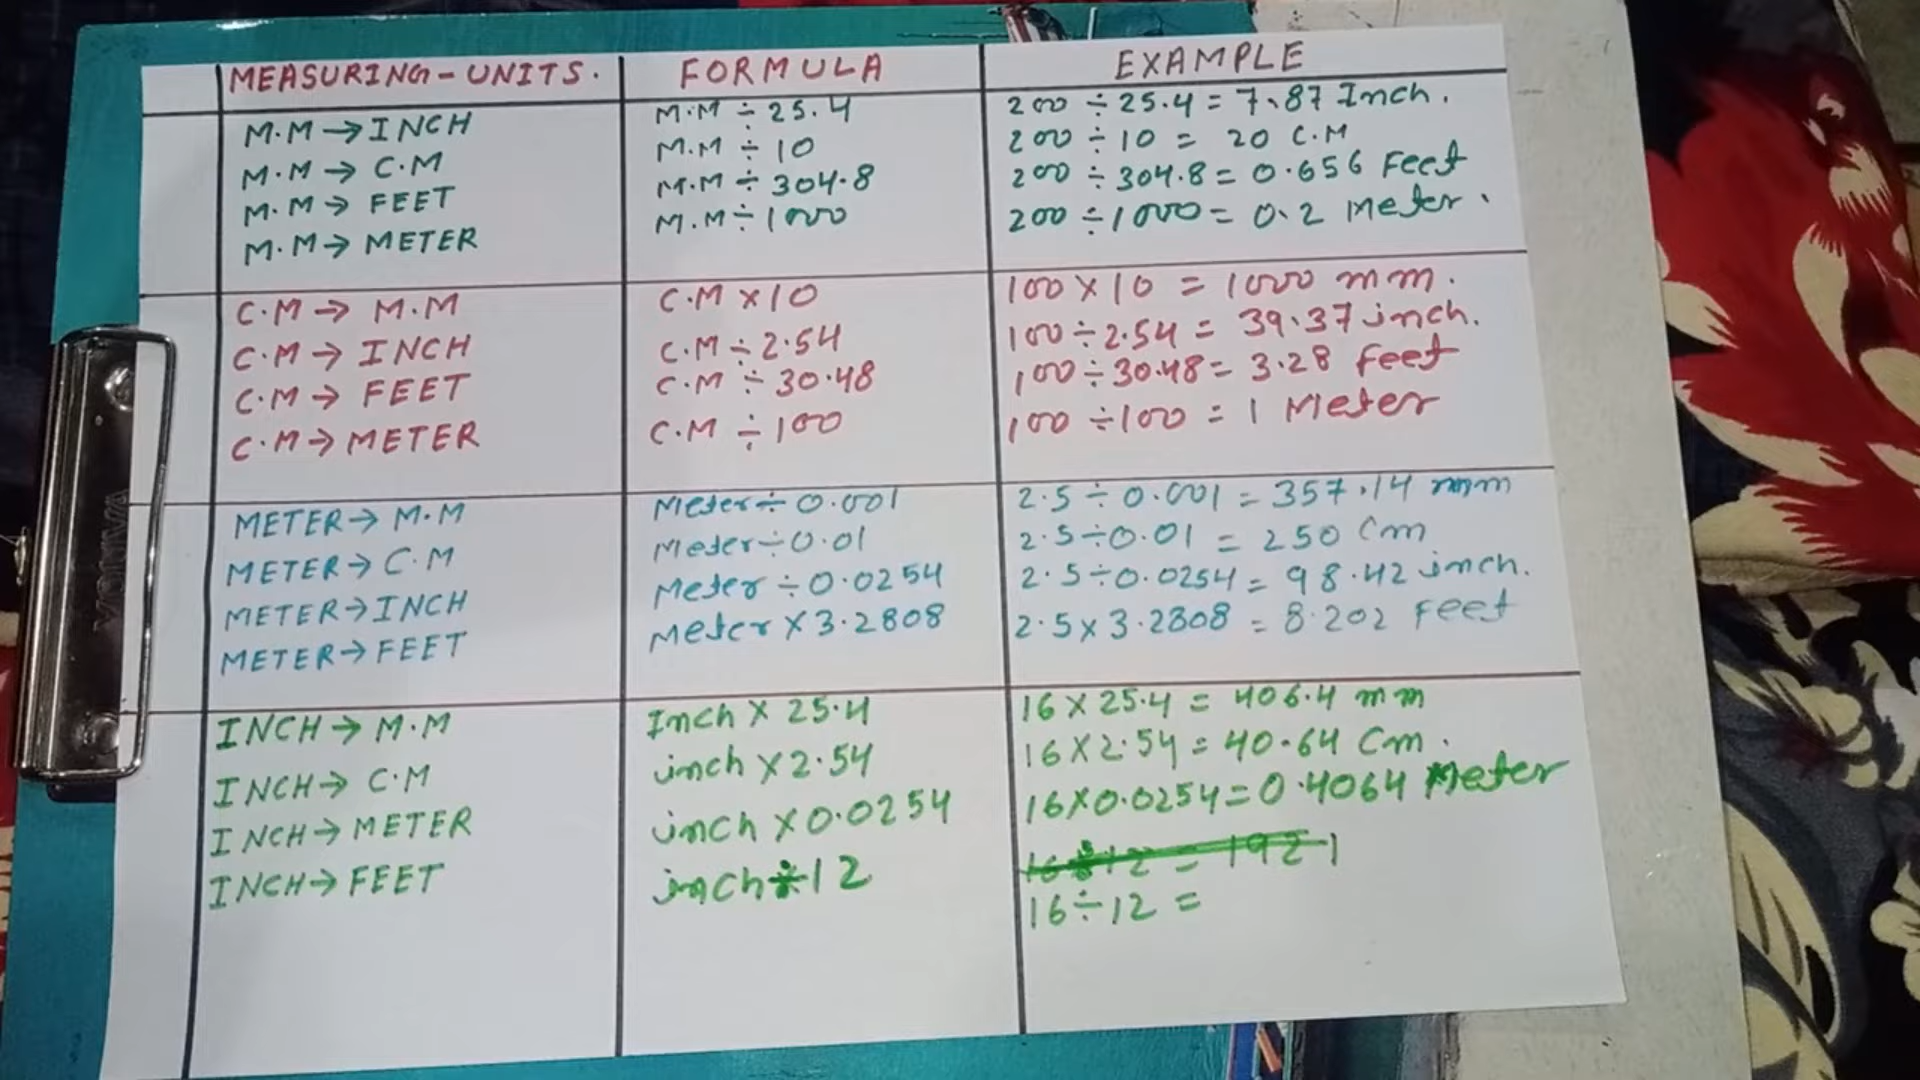 MEASURING-UNITS. FORMULA EXAMPLE
M.M → INCH M.M ÷ 25.4 200 ÷ 25.4 = 7.87 Inch.
M.M → C.M M.M ÷ 10 200 ÷ 10 = 20 C.M
M.M → FEET M.M ÷ 304.8 200 ÷ 304.8 = 0.656 Feet
M.M → METER M.M ÷ 1000 200 ÷ 1000 = 0.2 Meter.
C.M → M.M C.M × 10 100 × 10 = 1000 mm.
C.M → INCH C.M ÷ 2.54 100 ÷ 2.54 = 39.37 inch.
C.M → FEET C.M ÷ 30.48 100 ÷ 30.48 = 3.28 Feet
C.M → METER C.M ÷ 100 100 ÷ 100 = 1 Meter
METER → M.M Meter ÷ 0.001 2.5 ÷ 0.001 = 357.14 mm
METER → C.M Meter ÷ 0.01 2.5 ÷ 0.01 = 250 Cm
METER → INCH Meter ÷ 0.0254 2.5 ÷ 0.0254 = 98.42 inch.
METER → FEET Meter × 3.2808 2.5 × 3.2808 = 8.202 Feet
INCH → M.M Inch × 25.4 16 × 25.4 = 406.4 mm
INCH → C.M inch × 2.54 16 × 2.54 = 40.64 Cm.
INCH → METER inch × 0.0254 16 × 0.0254 = 0.4064 Meter
INCH → FEET inch ÷ 12
16 ÷ 12 =